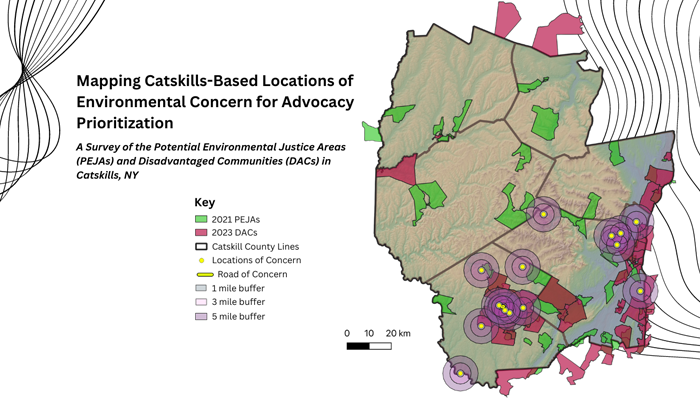 Mapping Catskills-Based Locations of
Environmental Concern for Advocacy
Prioritization
A Survey of the Potential Environmental Justice Areas
(PEJAs) and Disadvantaged Communities (DACs) in
Catskills, NY
Key
2021 PEJAs
2023 DACs
Catskill County Lines
Locations of Concern
Road of Concern
1 mile buffer
3 mile buffer
5 mile buffer
0 10 20 km